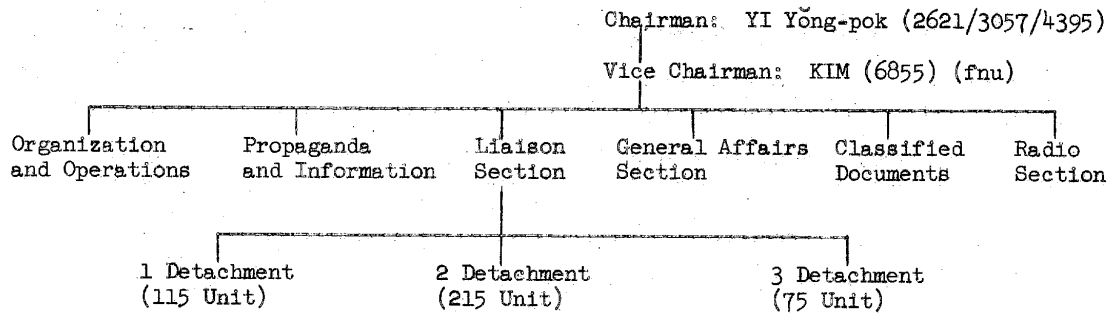 Chairman: YI Yŏng-pok (2621/3057/4395)
Vice Chairman: KIM (6855) (fnu)
Organization and Operations
Propaganda and Information
Liaison Section
General Affairs Section
Classified Documents
Radio Section
1 Detachment (115 Unit)
2 Detachment (215 Unit)
3 Detachment (75 Unit)